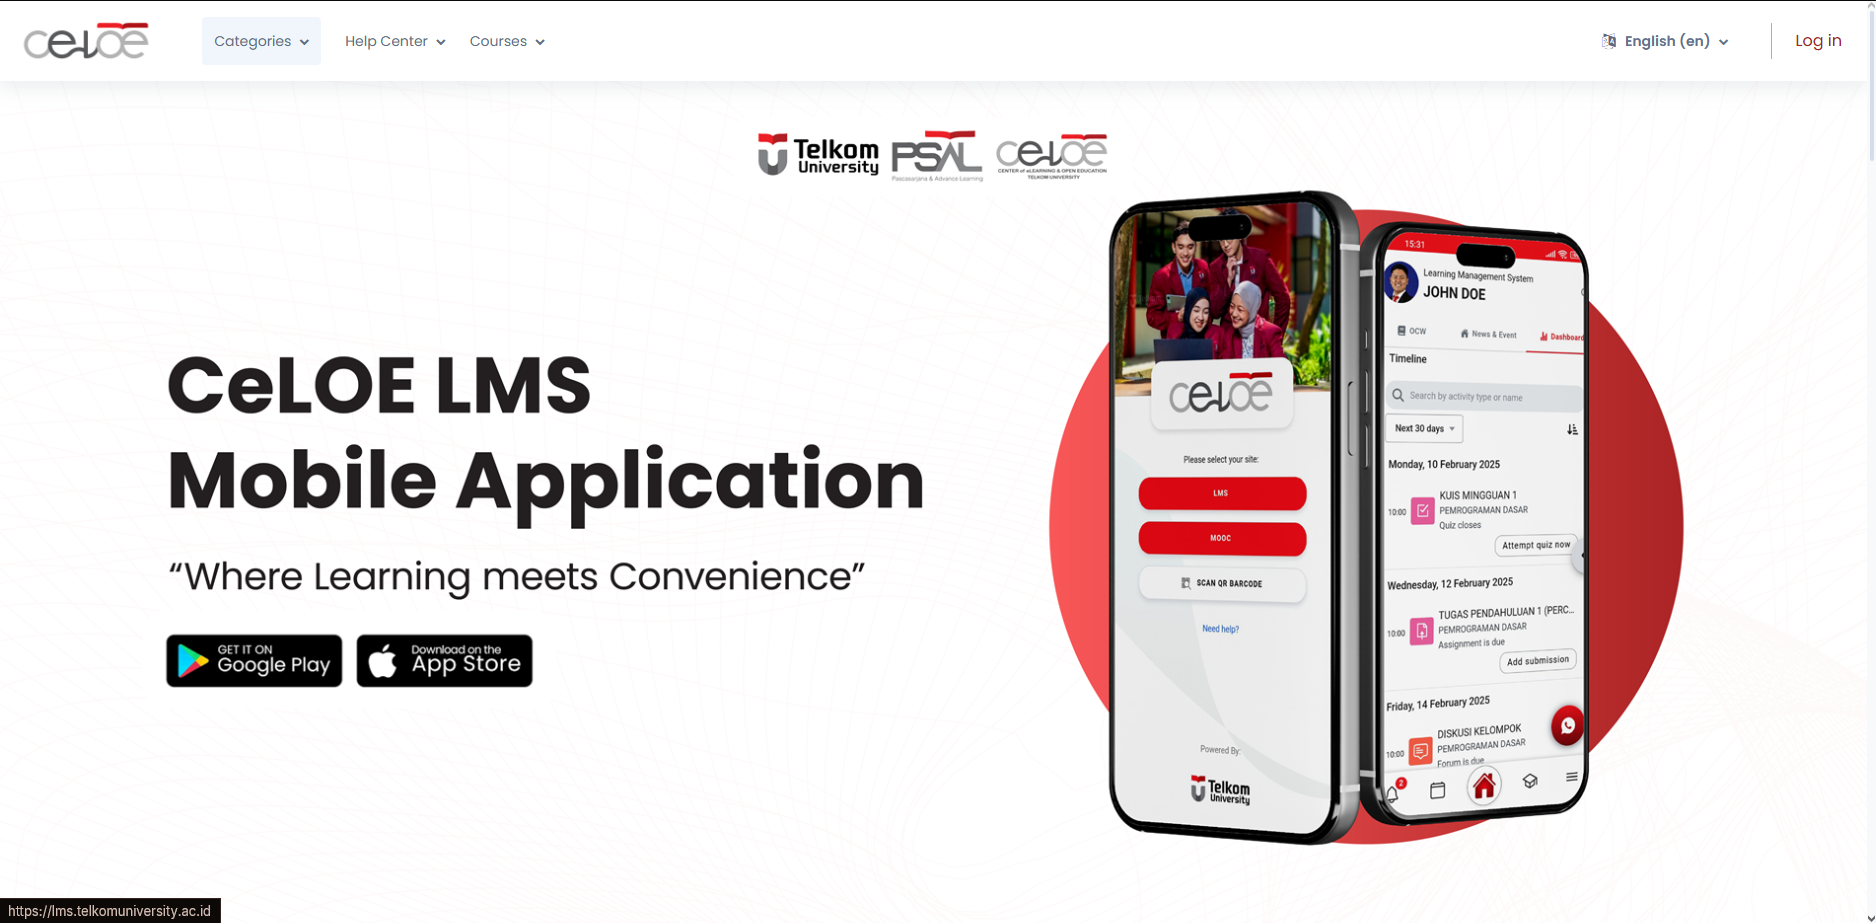 CeLOE
Categories
Help Center
Courses
English (en)
Log in
Telkom
University
PSAL
Pascasarjana & Advance Learning
CeLOE
CENTER of eLEARNING & OPEN EDUCATION
TELKOM UNIVERSITY
CeLOE LMS
Mobile Application
“Where Learning meets Convenience”
GET IT ON
Google Play
Download on the
App Store
CeLOE
Please select your site:
LMS
MOOC
SCAN QR BARCODE
Need help?
Powered By:
Telkom
University
15:31
Learning Management System
JOHN DOE
OCW
News & Event
Dashboard
Timeline
Search by activity type or name
Next 30 days
Monday, 10 February 2025
KUIS MINGGUAN 1
10:00
PEMROGRAMAN DASAR
Quiz closes
Attempt quiz now
Wednesday, 12 February 2025
TUGAS PENDAHULUAN 1 (PERC...
10:00
PEMROGRAMAN DASAR
Assignment is due
Add submission
Friday, 14 February 2025
DISKUSI KELOMPOK
10:00
PEMROGRAMAN DASAR
Forum is due
2
https://lms.telkomuniversity.ac.id